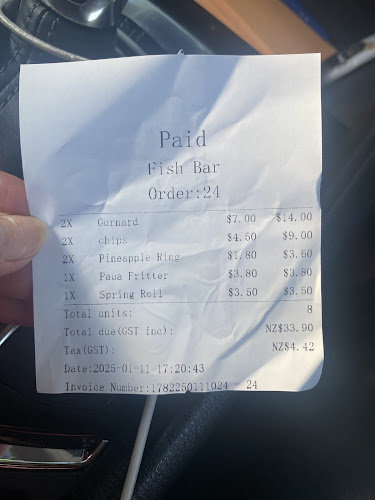 Paid
Fish Bar
Order:24
2X Gurnard $7.00 $14.00
2X chips $4.50 $9.00
2X Pineapple Ring $1.80 $3.60
1X Paua Fritter $3.80 $3.80
1X Spring Roll $3.50 $3.50
Total units: 8
Total due(GST inc): NZ$33.90
Tax(GST): NZ$4.42
Date:2025-01-11 17:20:43
Invoice Number:1782250111024 - 24